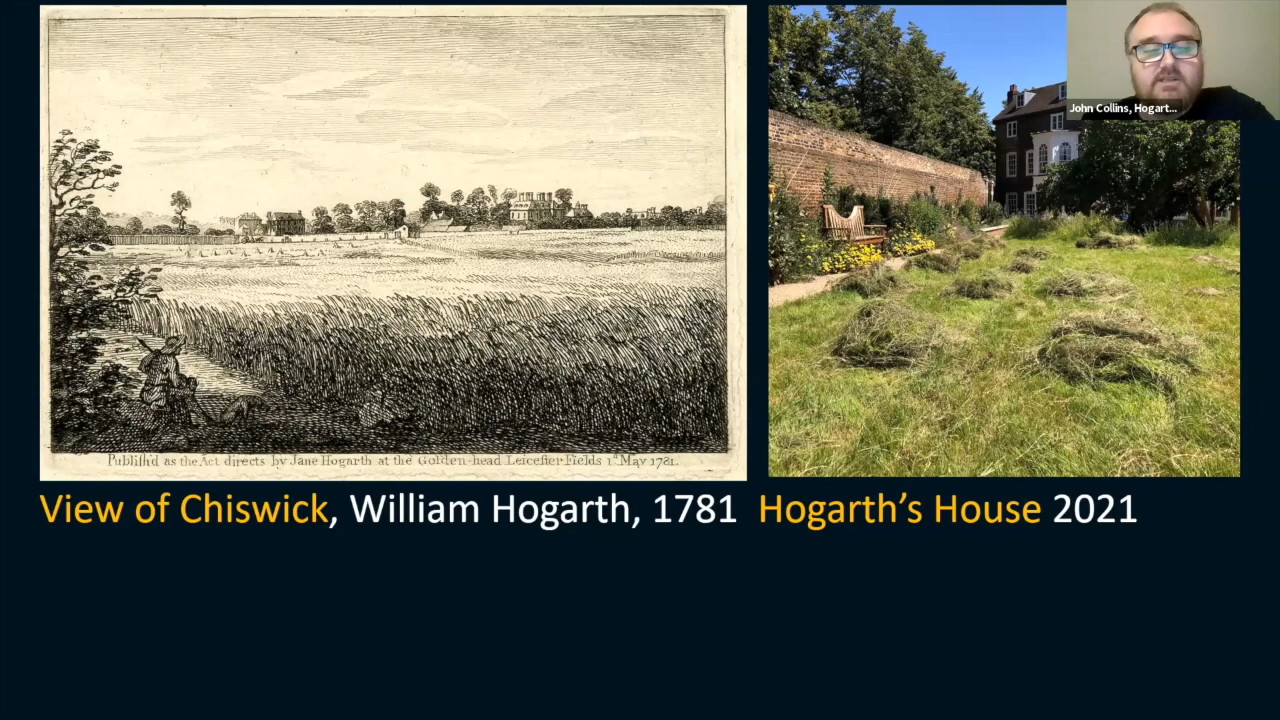 John Collins, Hogart...
Publish'd as the Act directs by Jane Hogarth at the Golden-head Leicester Fields 1st May 1781.
View of Chiswick, William Hogarth, 1781 Hogarth’s House 2021